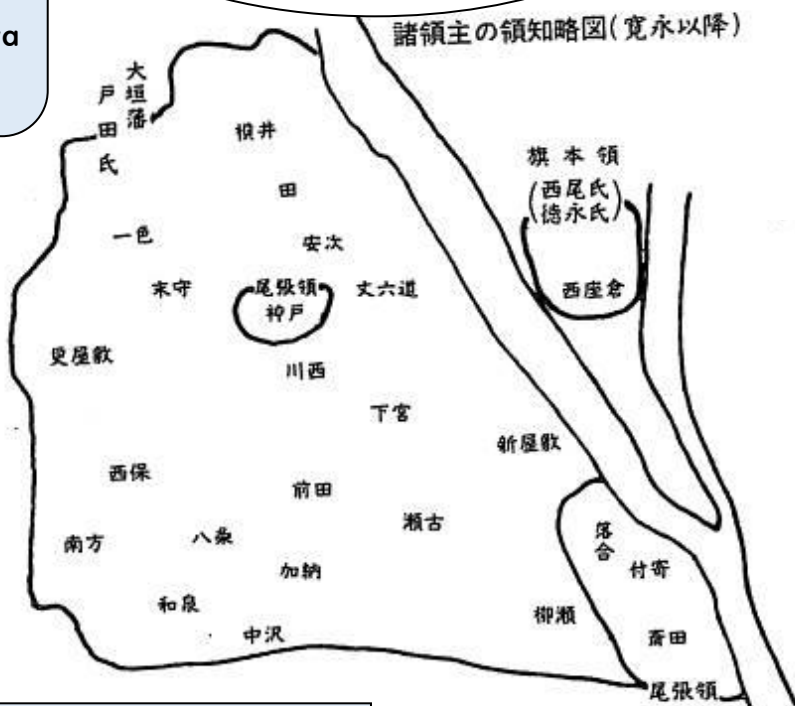 ra
諸領主の領知略図(寛永以降)
大垣藩
戸田氏
根井
田
一色
安次
末守
尾張領
神戸
丈六道
旗本領
(西尾氏)
(徳永氏)
西座倉
更屋敷
川西
下宮
新屋敷
西保
前田
瀬古
南方
八条
加納
和泉
中沢
落合
付寄
柳瀬
斎田
尾張領